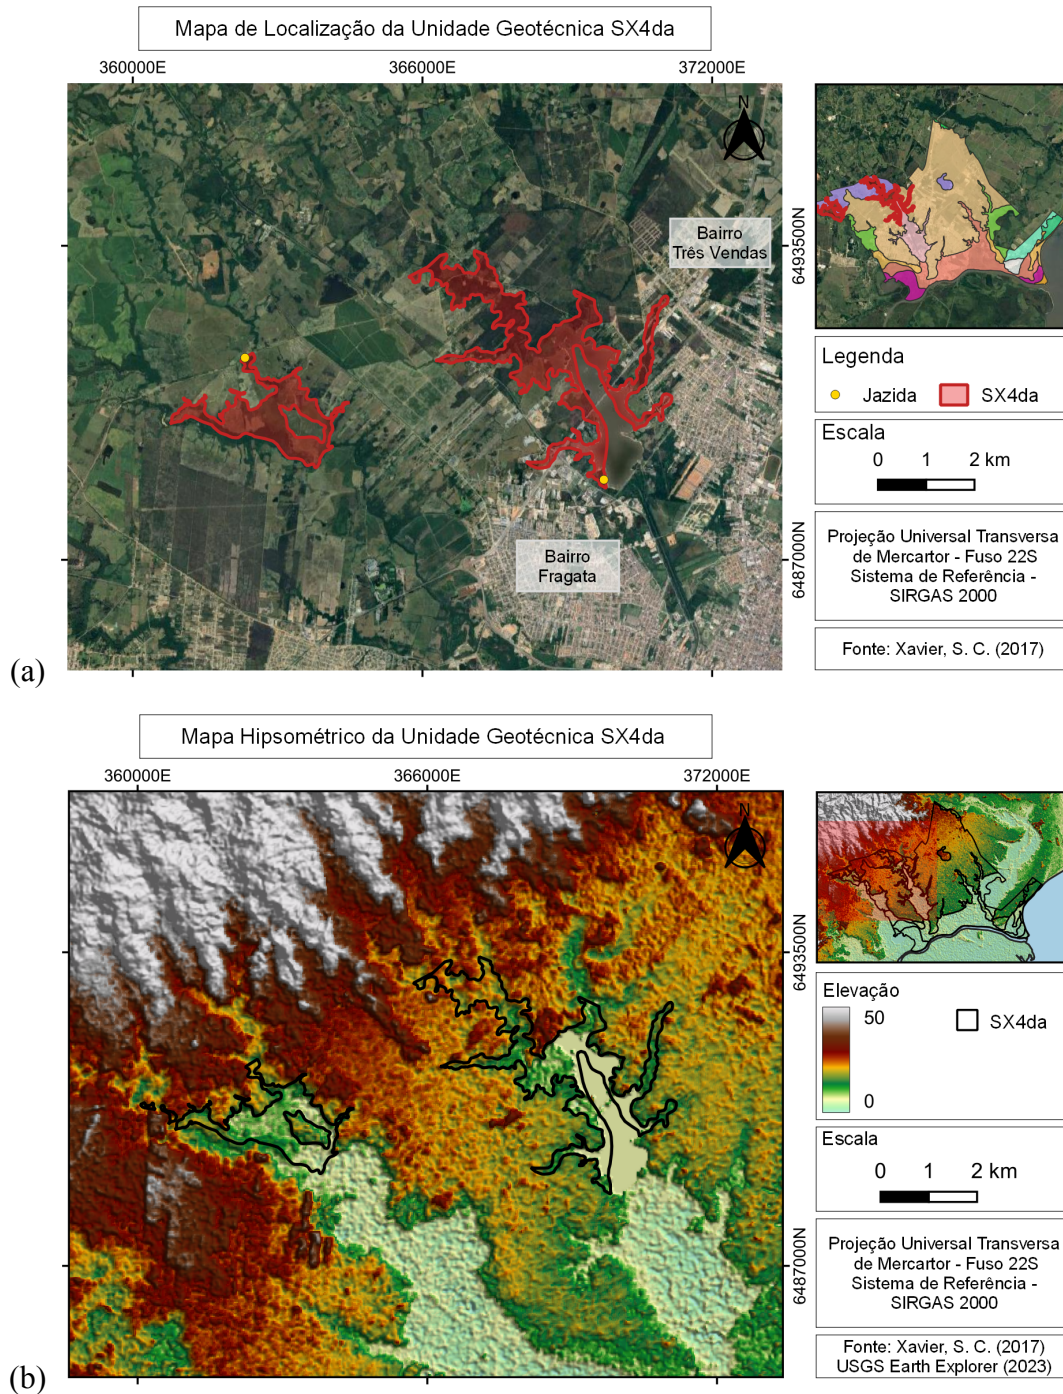 Mapa de Localização da Unidade Geotécnica SX4da
360000E
366000E
372000E
N
Bairro
Três Vendas
Bairro
Fragata
6493500N
6487000N
Legenda
Jazida
SX4da
Escala
0 1 2 km
Projeção Universal Transversa
de Mercartor - Fuso 22S
Sistema de Referência -
SIRGAS 2000
Fonte: Xavier, S. C. (2017)
(a)
Mapa Hipsométrico da Unidade Geotécnica SX4da
360000E
366000E
372000E
N
6493500N
6487000N
Elevação
50
0
SX4da
Escala
0 1 2 km
Projeção Universal Transversa
de Mercartor - Fuso 22S
Sistema de Referência -
SIRGAS 2000
Fonte: Xavier, S. C. (2017)
USGS Earth Explorer (2023)
(b)